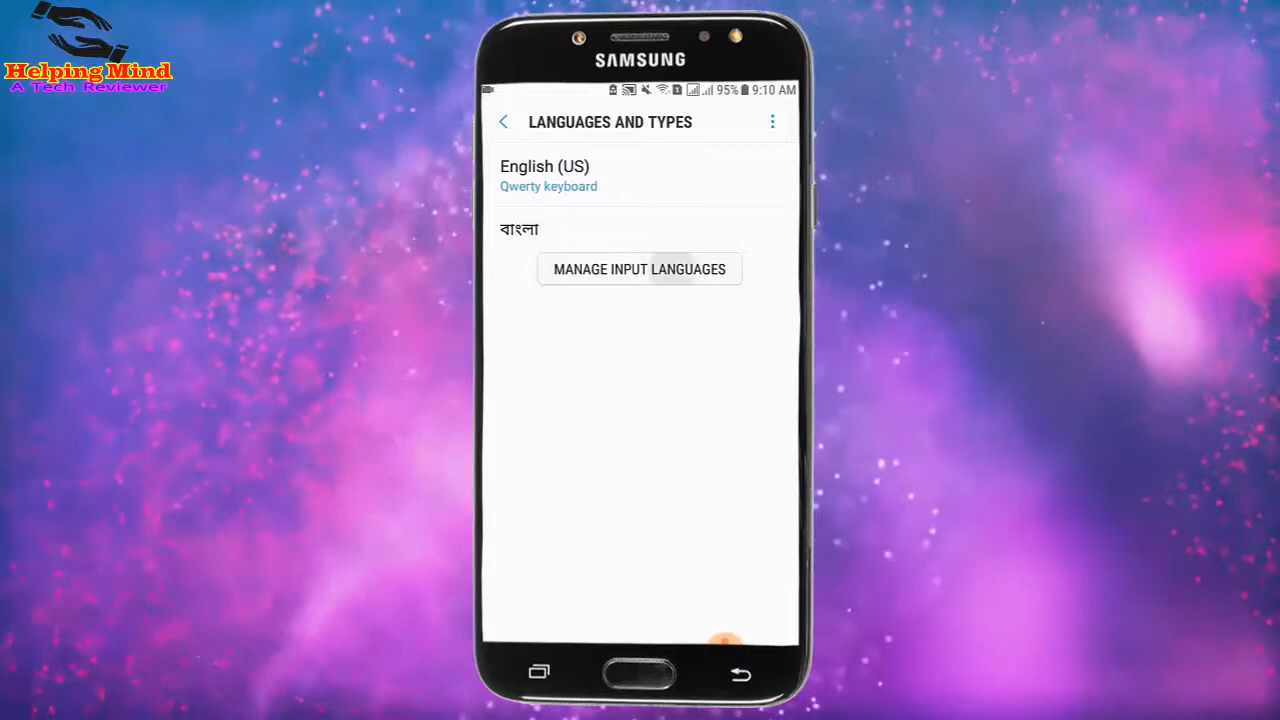 Helping Mind
A Tech Reviewer
SAMSUNG
95% 9:10 AM
LANGUAGES AND TYPES
English (US)
Qwerty keyboard
বাংলা
MANAGE INPUT LANGUAGES